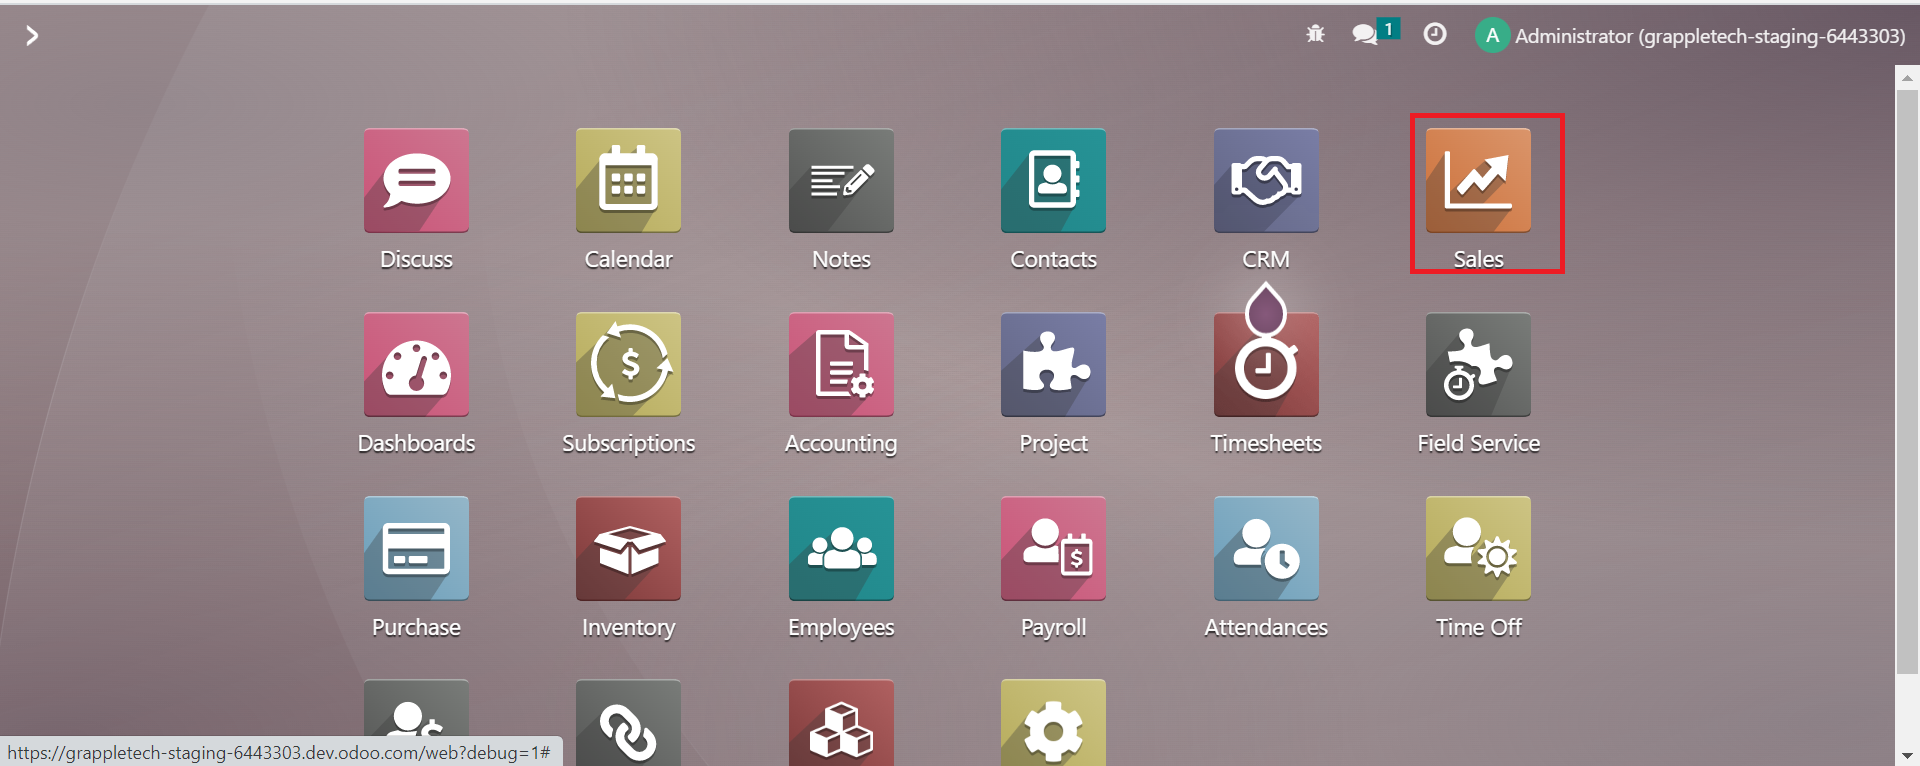 1
A Administrator (grappletech-staging-6443303)
Discuss
Calendar
Notes
Contacts
CRM
Sales
Dashboards
$
Subscriptions
Accounting
Project
Timesheets
Field Service
Purchase
Inventory
Employees
$
Payroll
Attendances
Time Off
https://grappletech-staging-6443303.dev.odoo.com/web?debug=1#